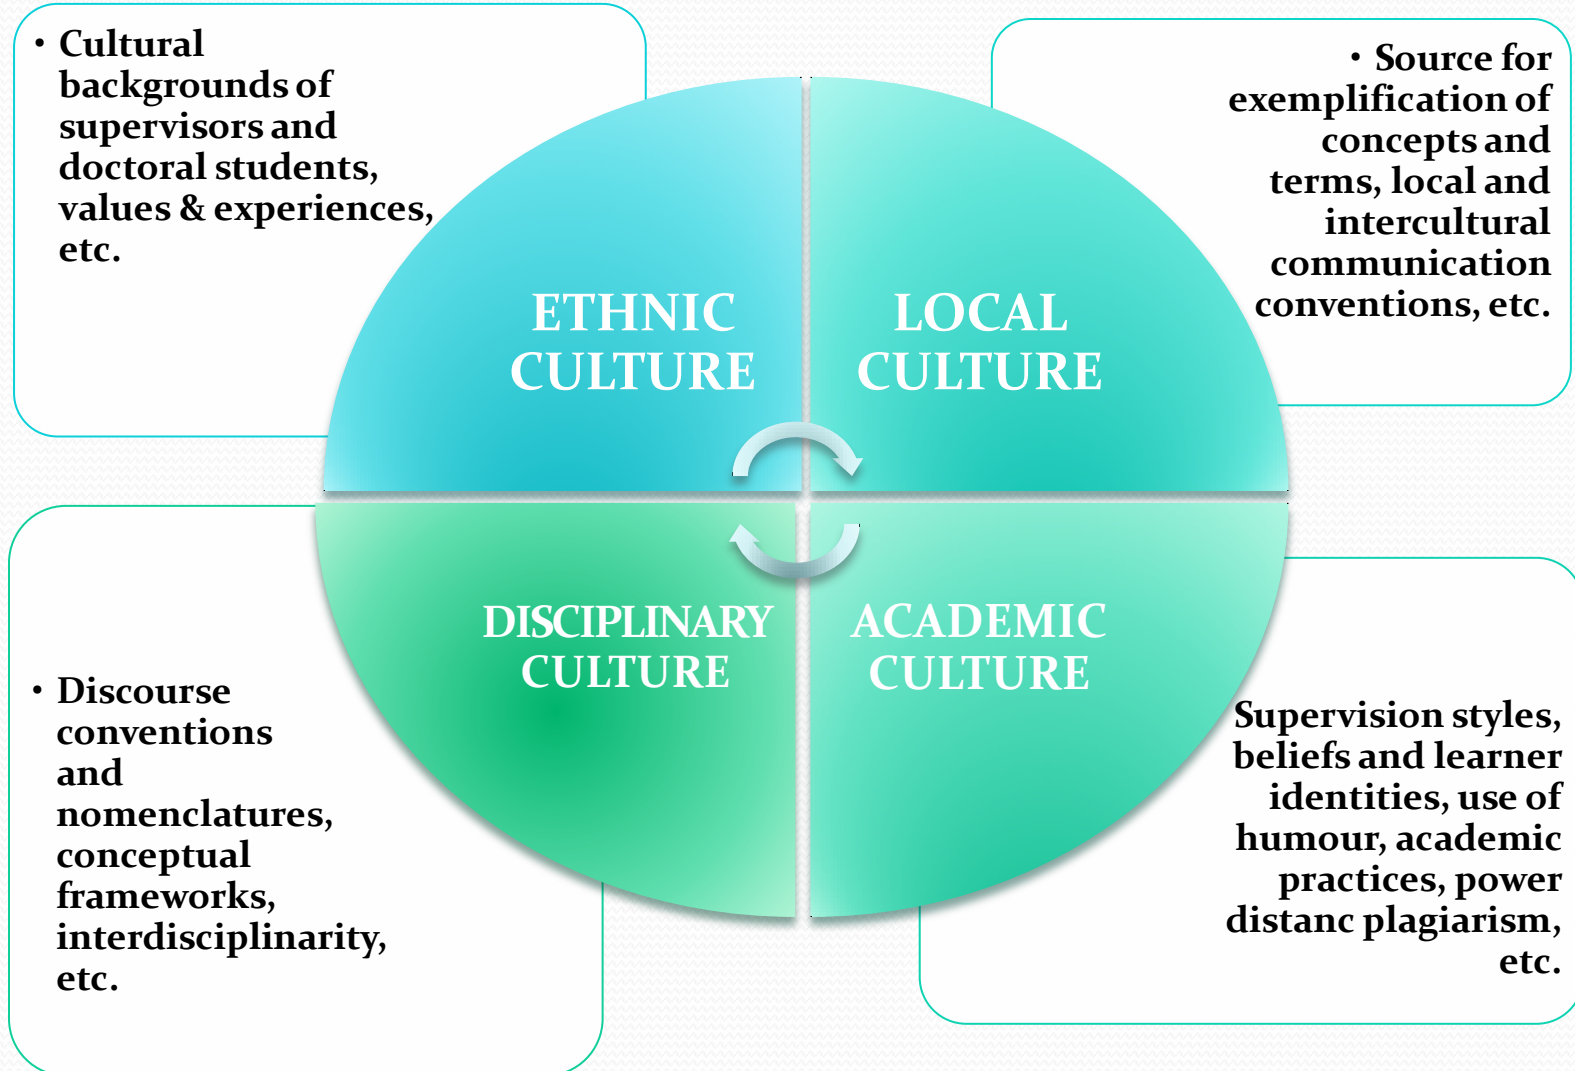 • Cultural
backgrounds of
supervisors and
doctoral students,
values & experiences,
etc.
• Source for
exemplification of
concepts and
terms, local and
intercultural
communication
conventions, etc.
ETHNIC
CULTURE
LOCAL
CULTURE
DISCIPLINARY
CULTURE
ACADEMIC
CULTURE
• Discourse
conventions
and
nomenclatures,
conceptual
frameworks,
interdisciplinarity,
etc.
Supervision styles,
beliefs and learner
identities, use of
humour, academic
practices, power
distanc plagiarism,
etc.